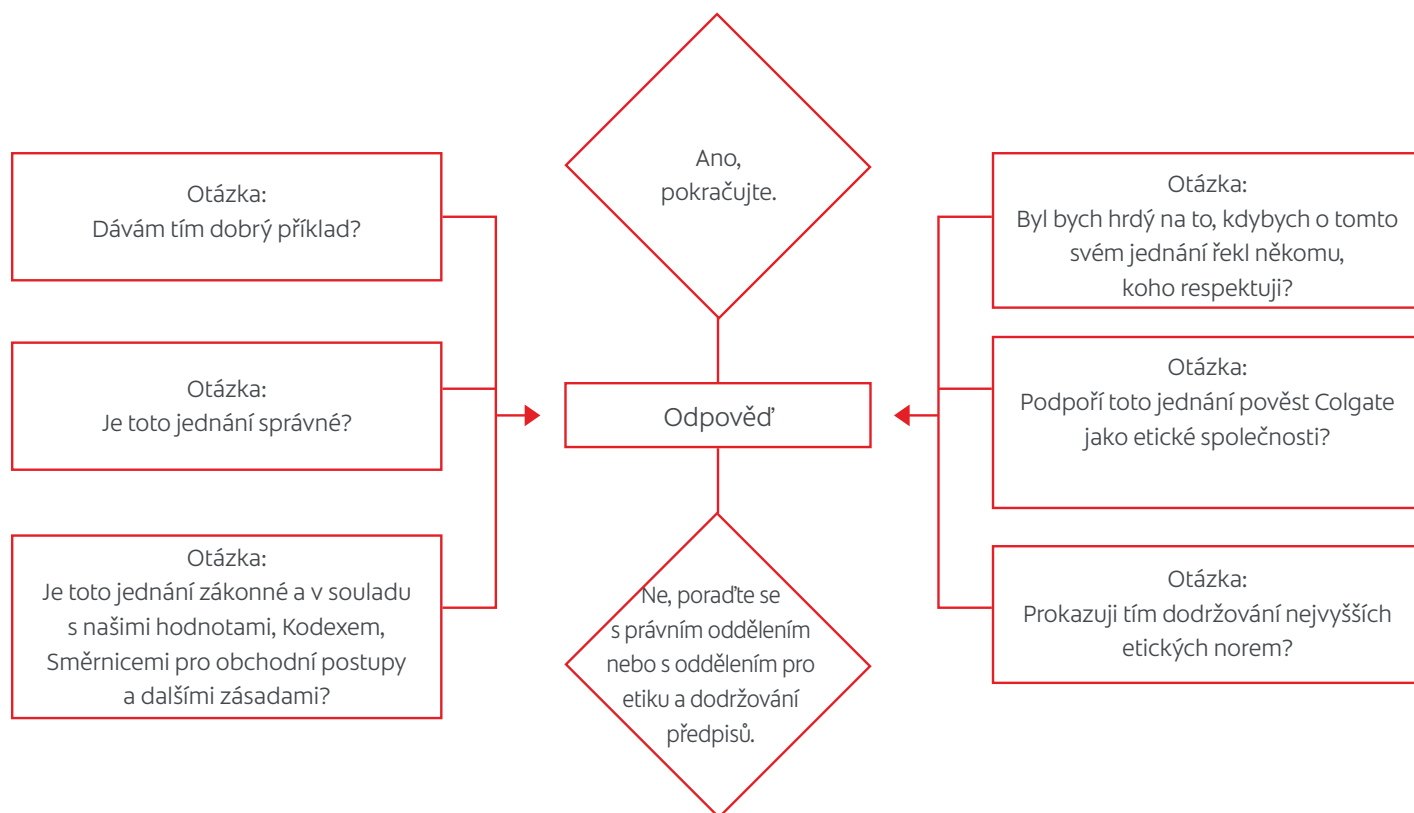 Ano,
pokračujte.
Otázka:
Dávám tím dobrý příklad?
Otázka:
Je toto jednání správné?
Otázka:
Je toto jednání zákonné a v souladu
s našimi hodnotami, Kodexem,
Směrnicemi pro obchodní postupy
a dalšími zásadami?
Odpověď
Ne, poraďte se
s právním oddělením
nebo s oddělením pro
etiku a dodržování
předpisů.
Otázka:
Byl bych hrdý na to, kdybych o tomto
svém jednání řekl někomu,
koho respektuji?
Otázka:
Podpoří toto jednání pověst Colgate
jako etické společnosti?
Otázka:
Prokazuji tím dodržování nejvyšších
etických norem?